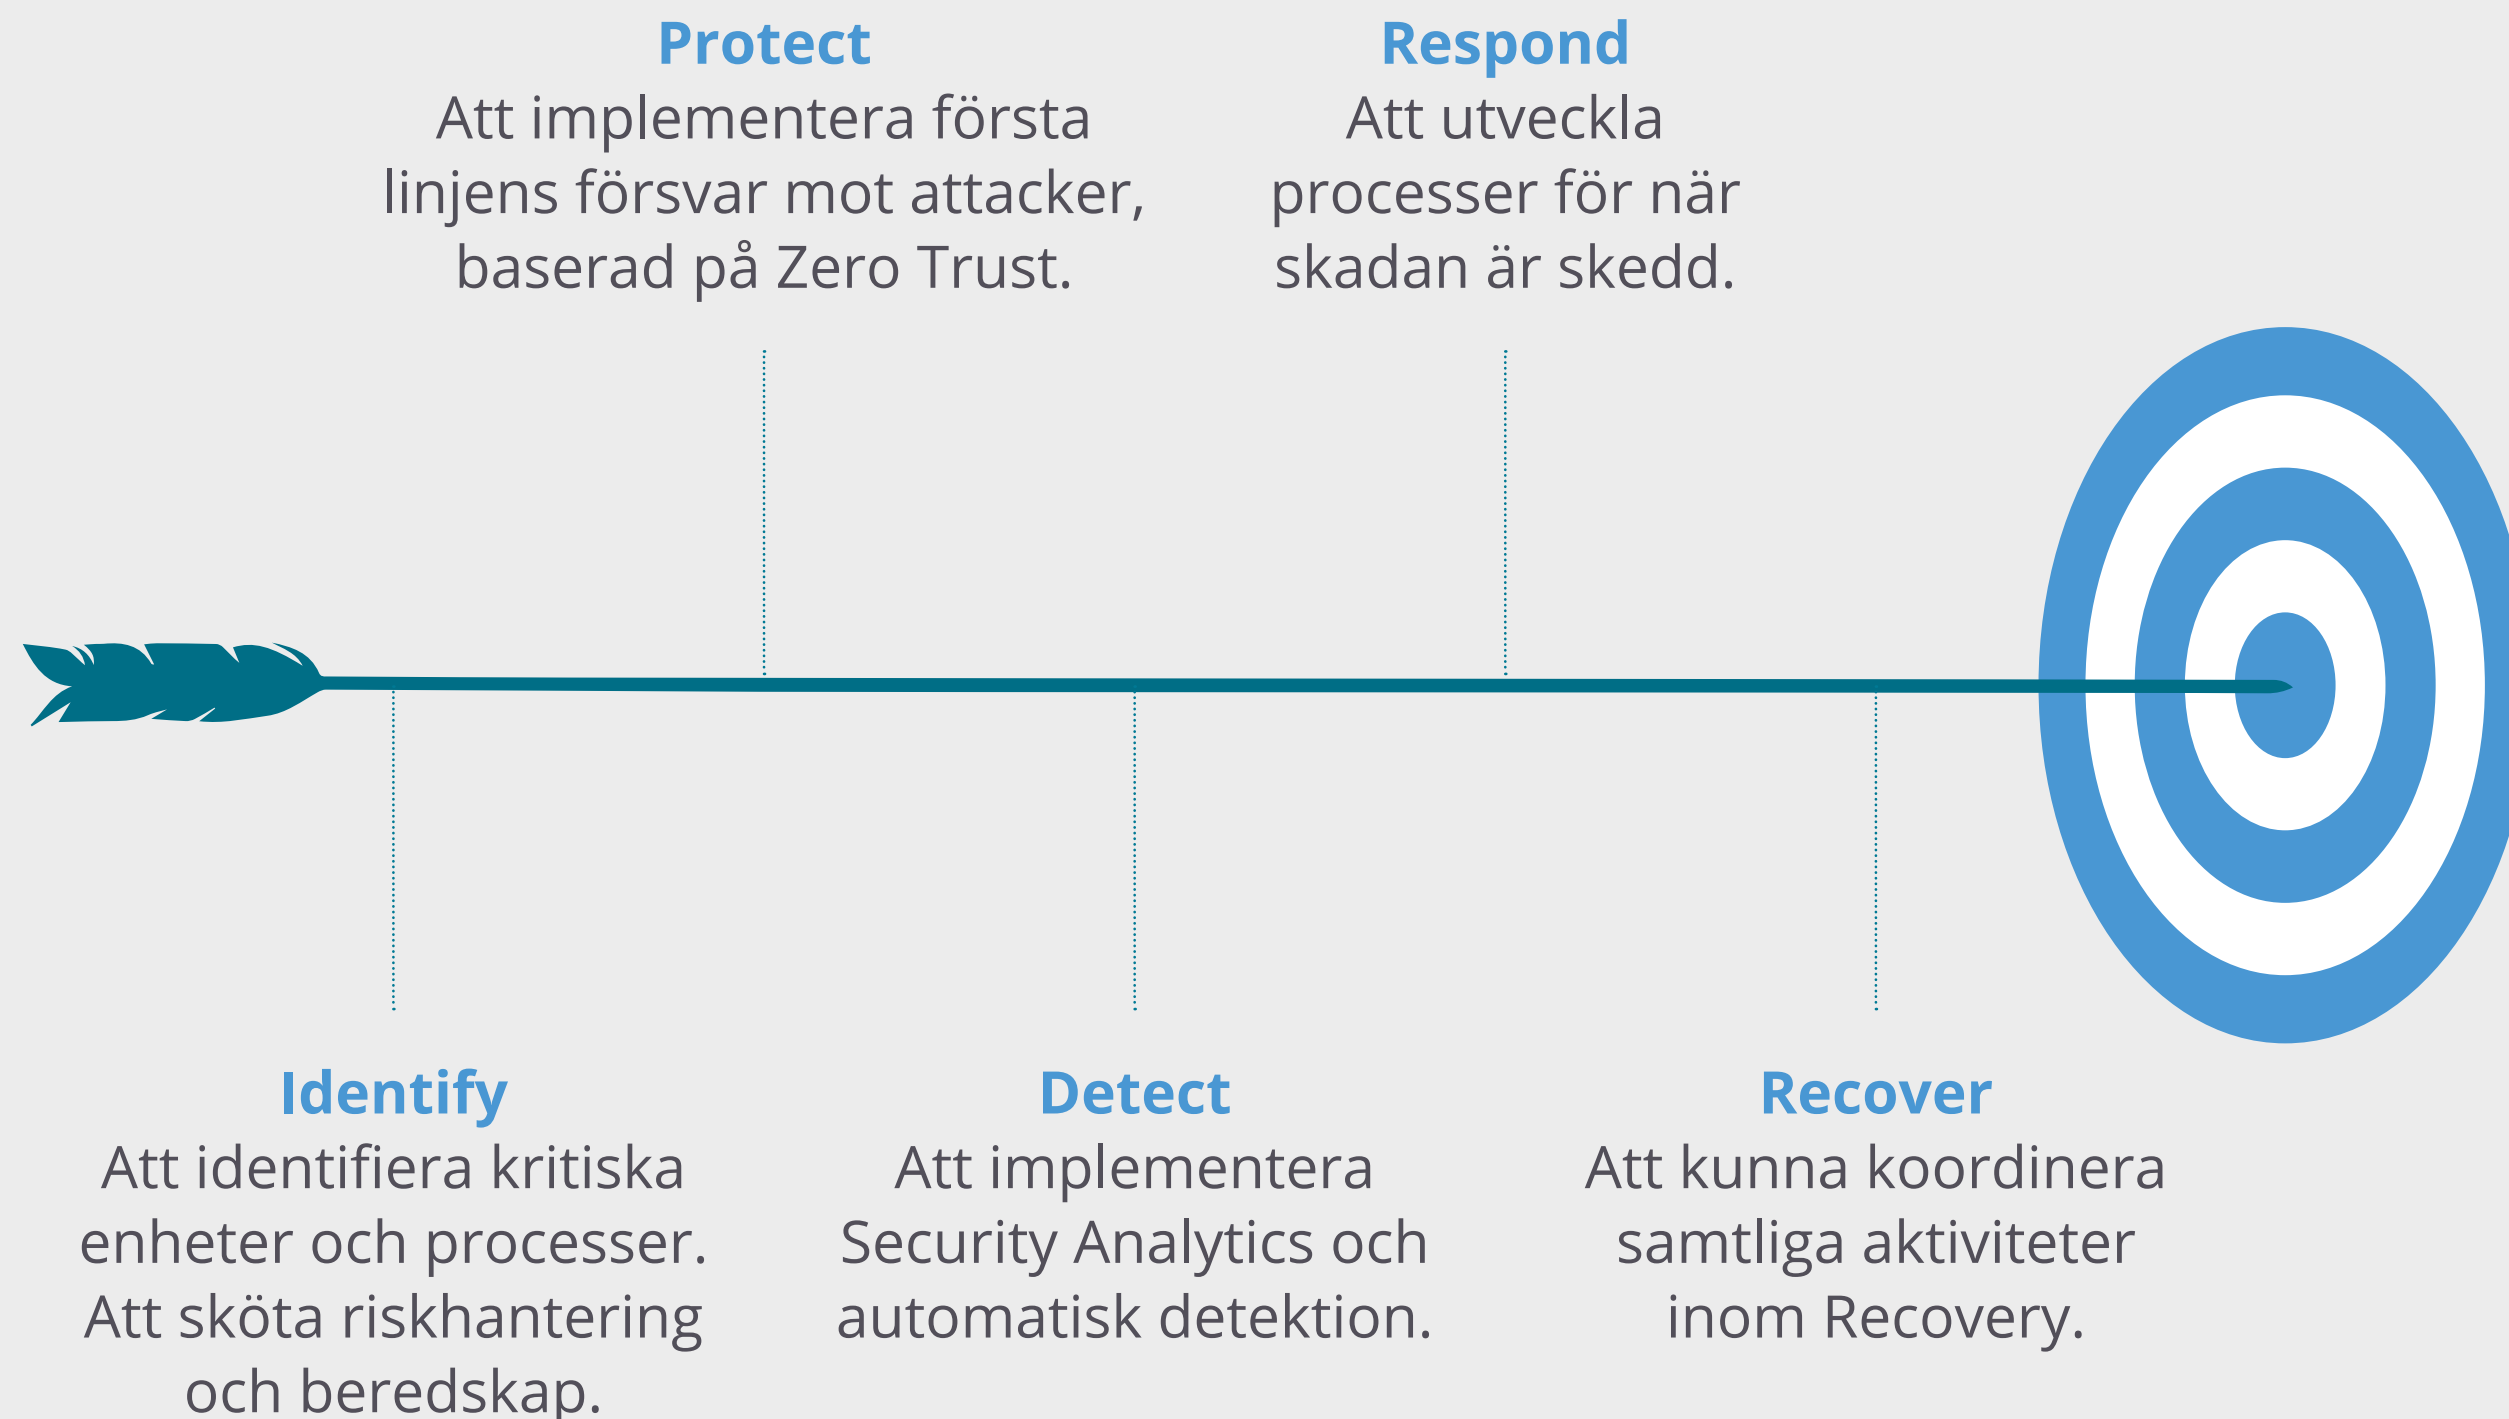 Protect
Att implementera första
linjens försvar mot attacker,
baserad på Zero Trust.
Respond
Att utveckla
processer för när
skadan är skedd.
Identify
Att identifiera kritiska
enheter och processer.
Att sköta riskhantering
och beredskap.
Detect
Att implementera
Security Analytics och
automatisk detektion.
Recover
Att kunna koordinera
samtliga aktiviteter
inom Recovery.